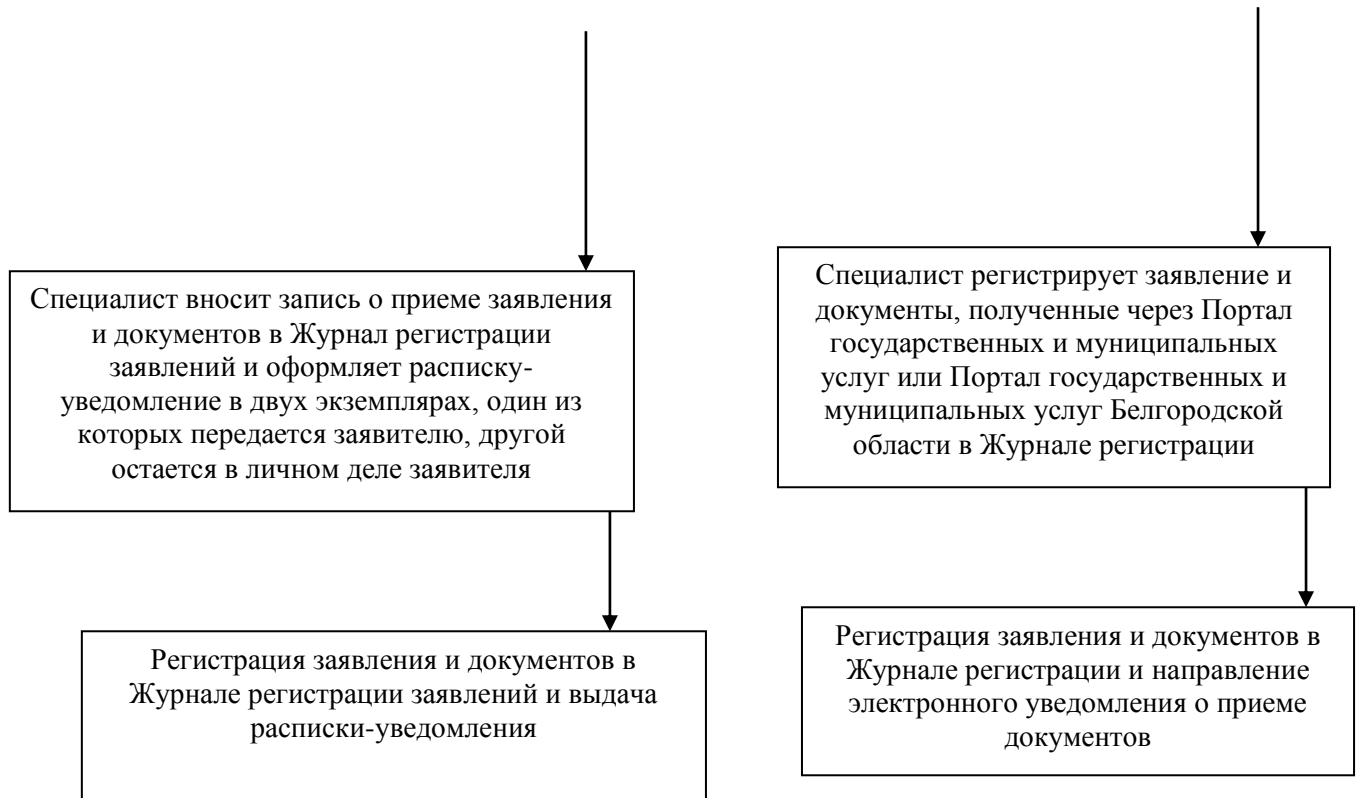 Специалист вносит запись о приеме заявления
и документов в Журнал регистрации
заявлений и оформляет расписку-
уведомление в двух экземплярах, один из
которых передается заявителю, другой
остается в личном деле заявителя
Специалист регистрирует заявление и
документы, полученные через Портал
государственных и муниципальных
услуг или Портал государственных и
муниципальных услуг Белгородской
области в Журнале регистрации
Регистрация заявления и документов в
Журнале регистрации заявлений и выдача
расписки-уведомления
Регистрация заявления и документов в
Журнале регистрации и направление
электронного уведомления о приеме
документов